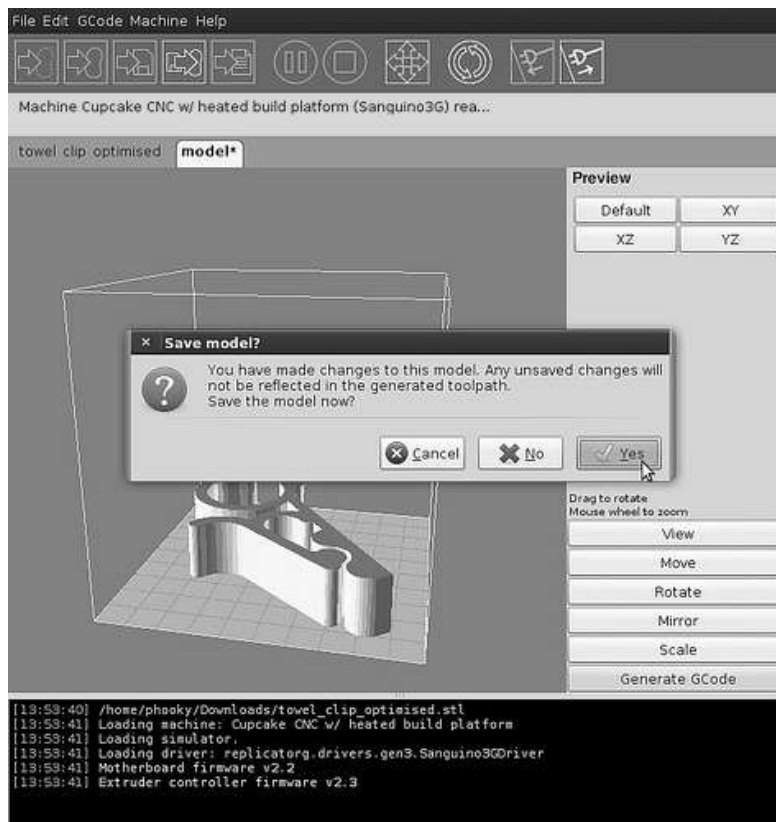 File Edit GCode Machine Help
Machine Cupcake CNC w/ heated build platform (Sanguino3G) rea...
towel clip optimised model*
Preview
Default XY
XZ YZ
Save model?
You have made changes to this model. Any unsaved changes will
not be reflected in the generated toolpath.
Save the model now?
Cancel No Yes
Drag to rotate
Mouse wheel to zoom
View
Move
Rotate
Mirror
Scale
Generate GCode
[13:53:40] /home/phooky/Downloads/towel_clip_optimised.stl
[13:53:41] Loading machine: Cupcake CNC w/ heated build platform
[13:53:41] Loading simulator.
[13:53:41] Loading driver: replicatorg.drivers.gen3.Sanguino3GDriver
[13:53:41] Motherboard firmware v2.2
[13:53:41] Extruder controller firmware v2.3